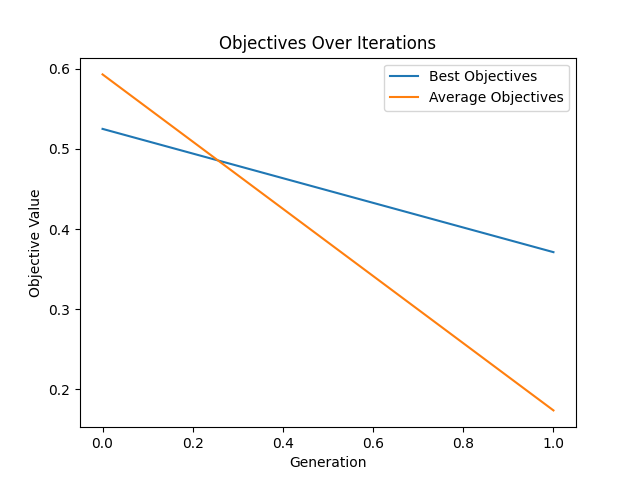 Objectives Over Iterations
Best Objectives
Average Objectives
0.6
0.5
0.4
0.3
0.2
Objective Value
0.0 0.2 0.4 0.6 0.8 1.0
Generation